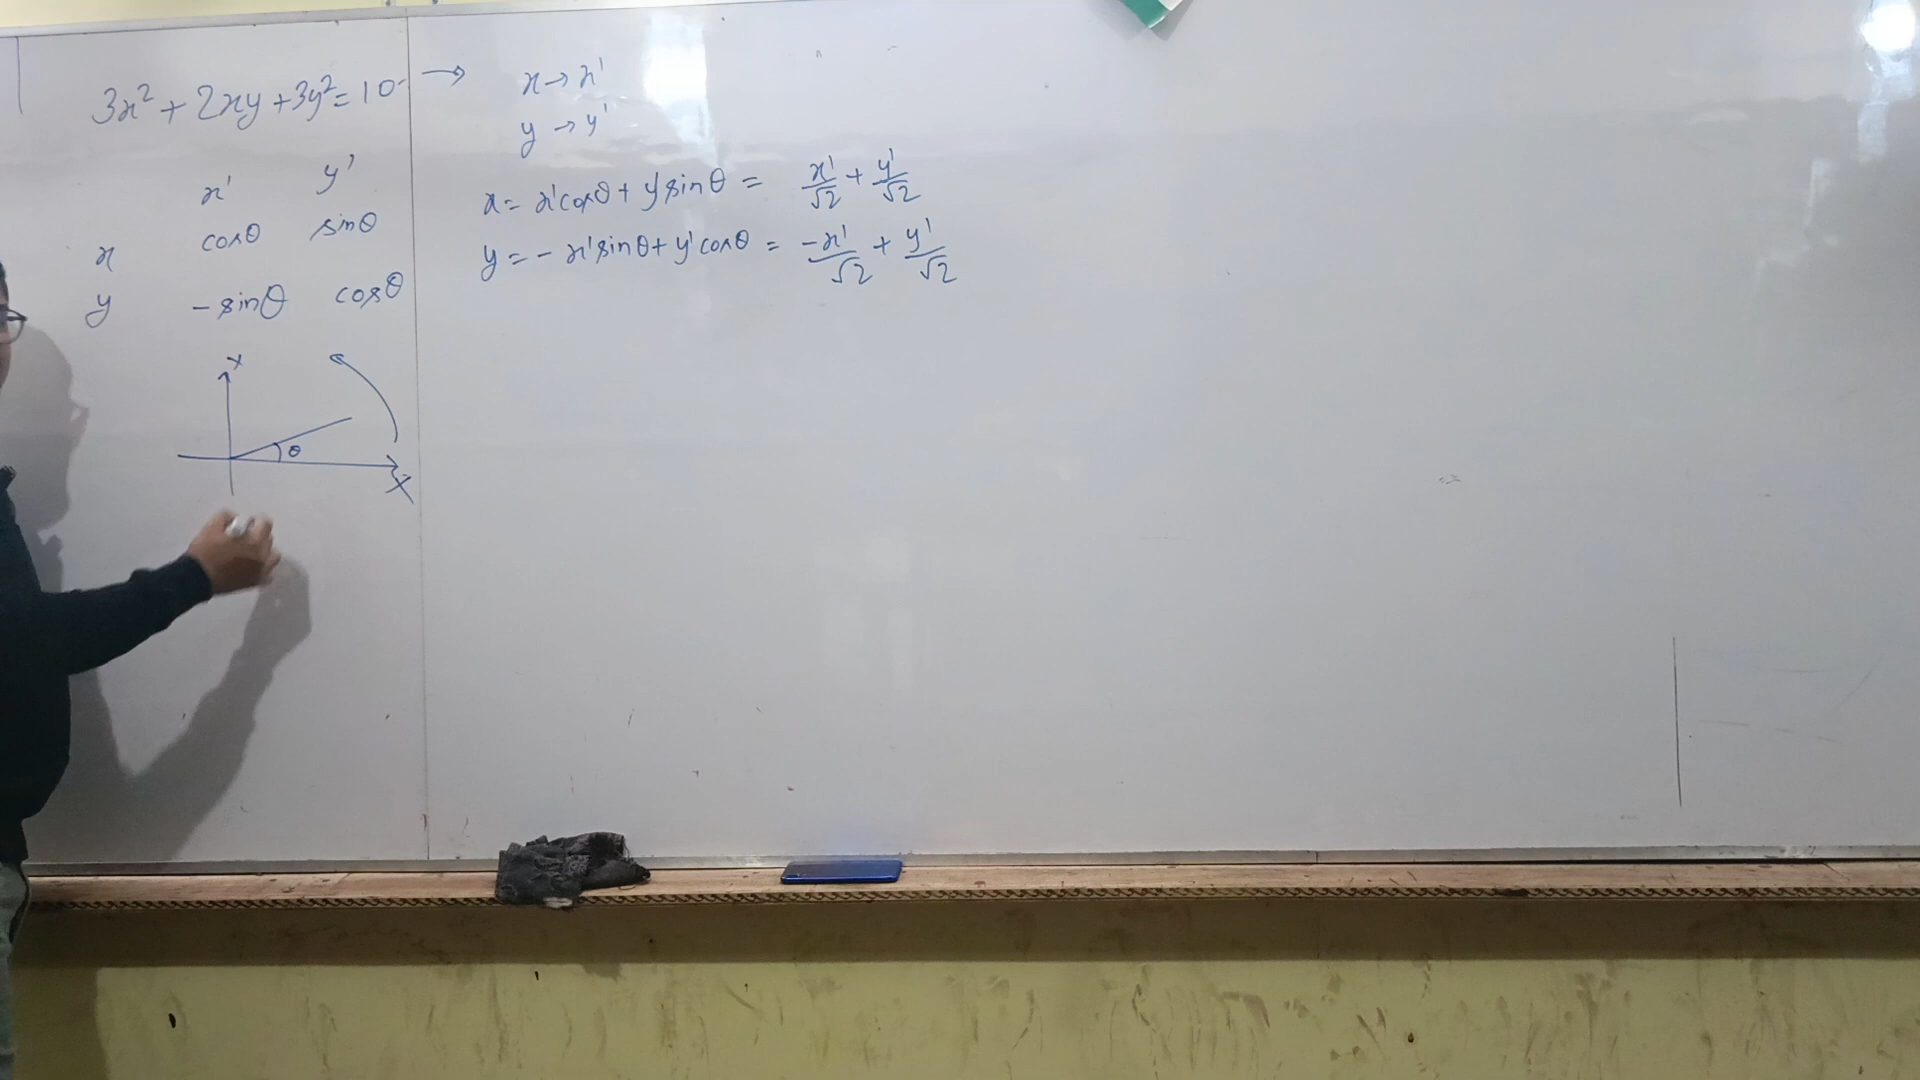 3x² + 2xy + 3y² = 10 →
x' y'
x cosθ sinθ
y -sinθ cosθ
Y
θ
X
x → x'
y → y'
x = x'cosθ + y'sinθ = x'/√2 + y'/√2
y = - x'sinθ + y'cosθ = -x'/√2 + y'/√2